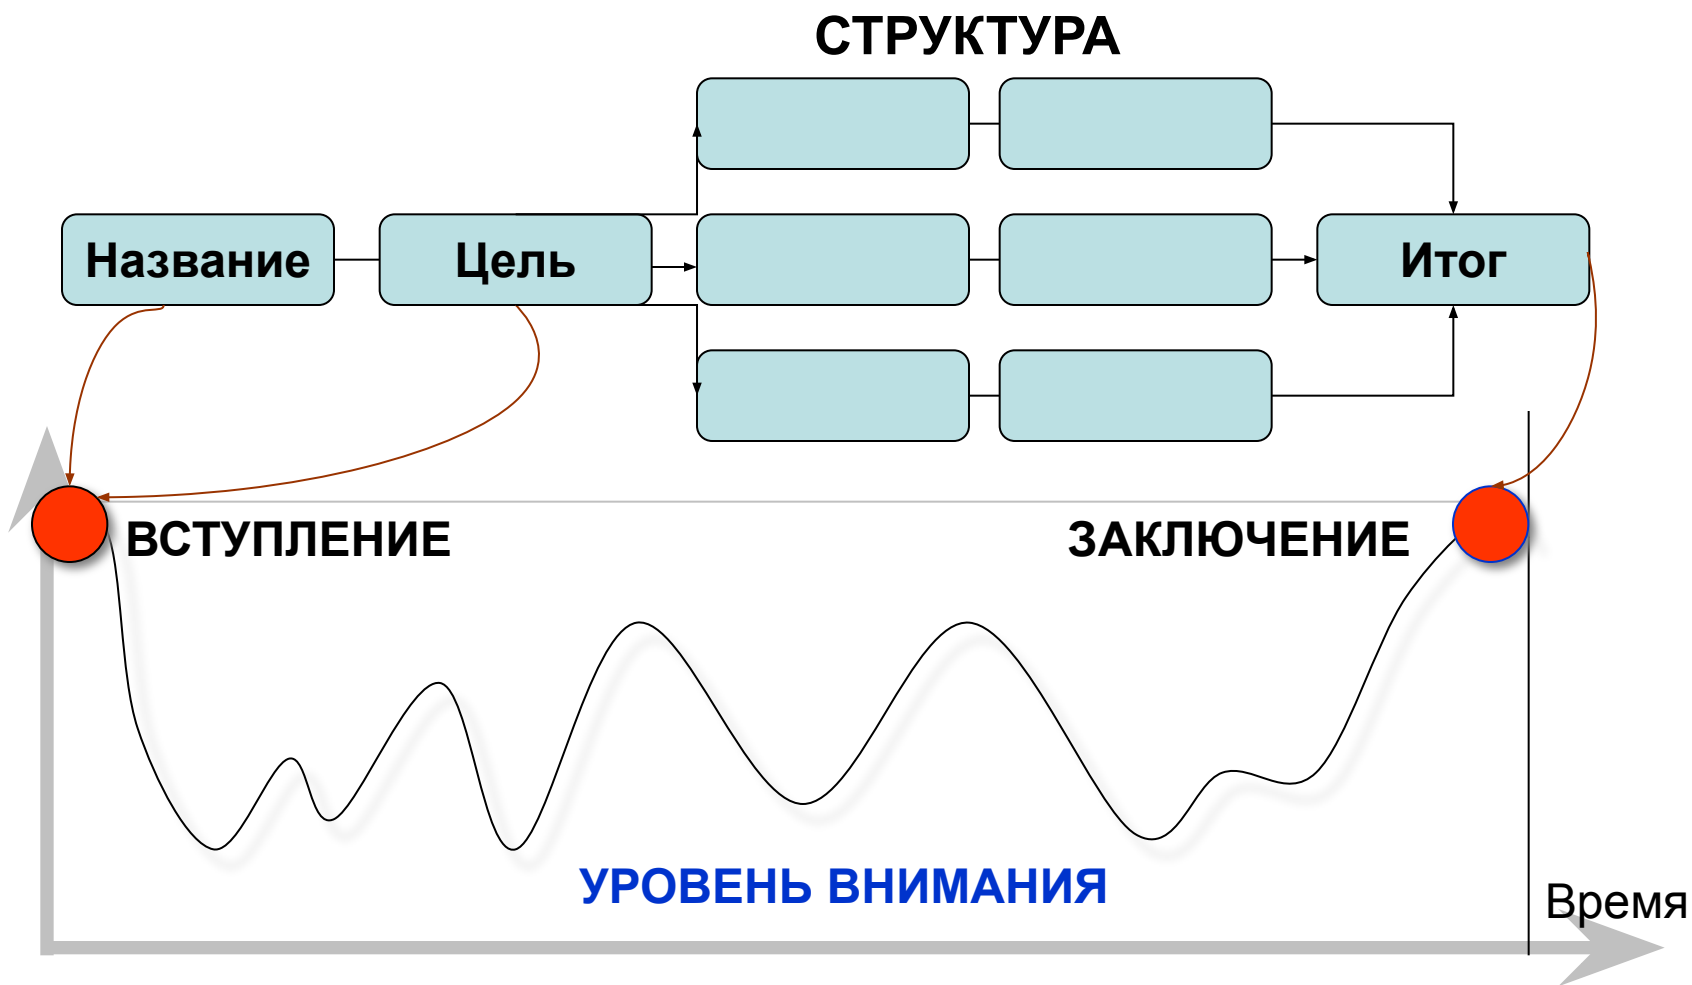 СТРУКТУРА
Название
Цель
Итог
ВСТУПЛЕНИЕ
ЗАКЛЮЧЕНИЕ
УРОВЕНЬ ВНИМАНИЯ
Время